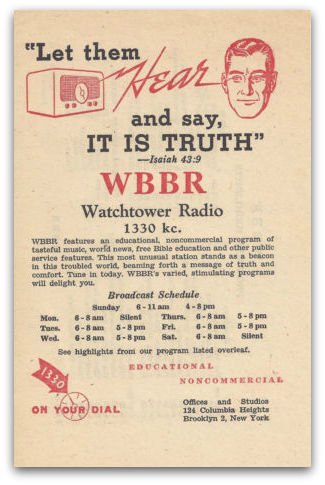 "Let them
Hear
and say,
IT IS TRUTH"
—Isaiah 43:9
WBBR
Watchtower Radio
1330 kc.
WBBR features an educational, noncommercial program of
tasteful music, world news, free Bible education and other public
service features. This most unusual station stands as a beacon
in this troubled world, beaming forth a message of truth and
comfort. Tune in today. WBBR's varied, stimulating programs
will delight you.
Broadcast Schedule
Sunday 6-11 am 4-8 pm
Mon. 6-8 am Silent Thurs. 6-8 am 5-8 pm
Tues. 6-8 am 5-8 pm Fri. 6-8 am 5-8 pm
Wed. 6-8 am 5-8 pm Sat. 6-8 am Silent
See highlights from our program listed overleaf.
EDUCATIONAL
NONCOMMERCIAL
1330
ON YOUR DIAL
Offices and Studios
124 Columbia Heights
Brooklyn 2, New York